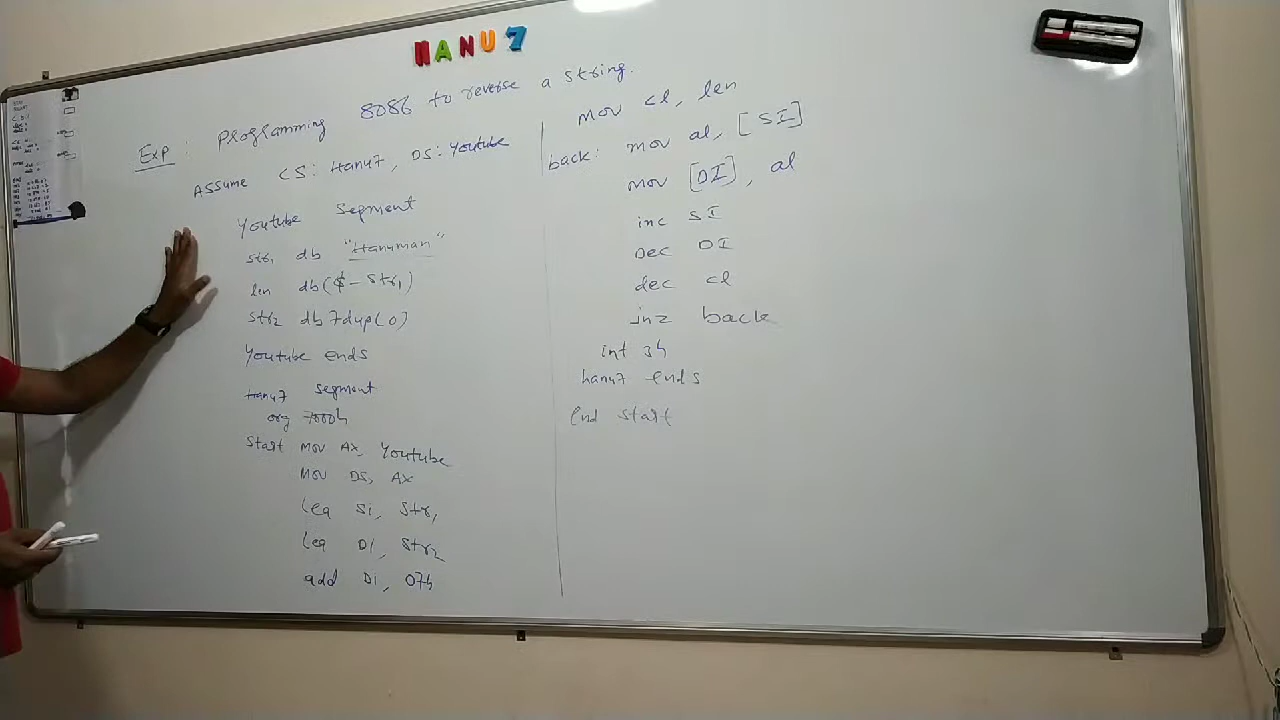 HANU7
Exp: Programming 8086 to reverse a string.
Assume CS: Hanu7, DS: Youtube
Youtube Segment
str1 db "Hanuman"
len db($-Str1)
str2 db 7dup(0)
Youtube ends
Hanu7 segment
org 7000h
Start MOV AX, Youtube
MOV DS, AX
Lea SI, Str1
Lea DI, Str2
add DI, 07h
Mov cl, len
back: mov al, [SI]
mov [DI], al
inc SI
Dec DI
dec cl
jnz back
int 3h
hanu7 ends
End start